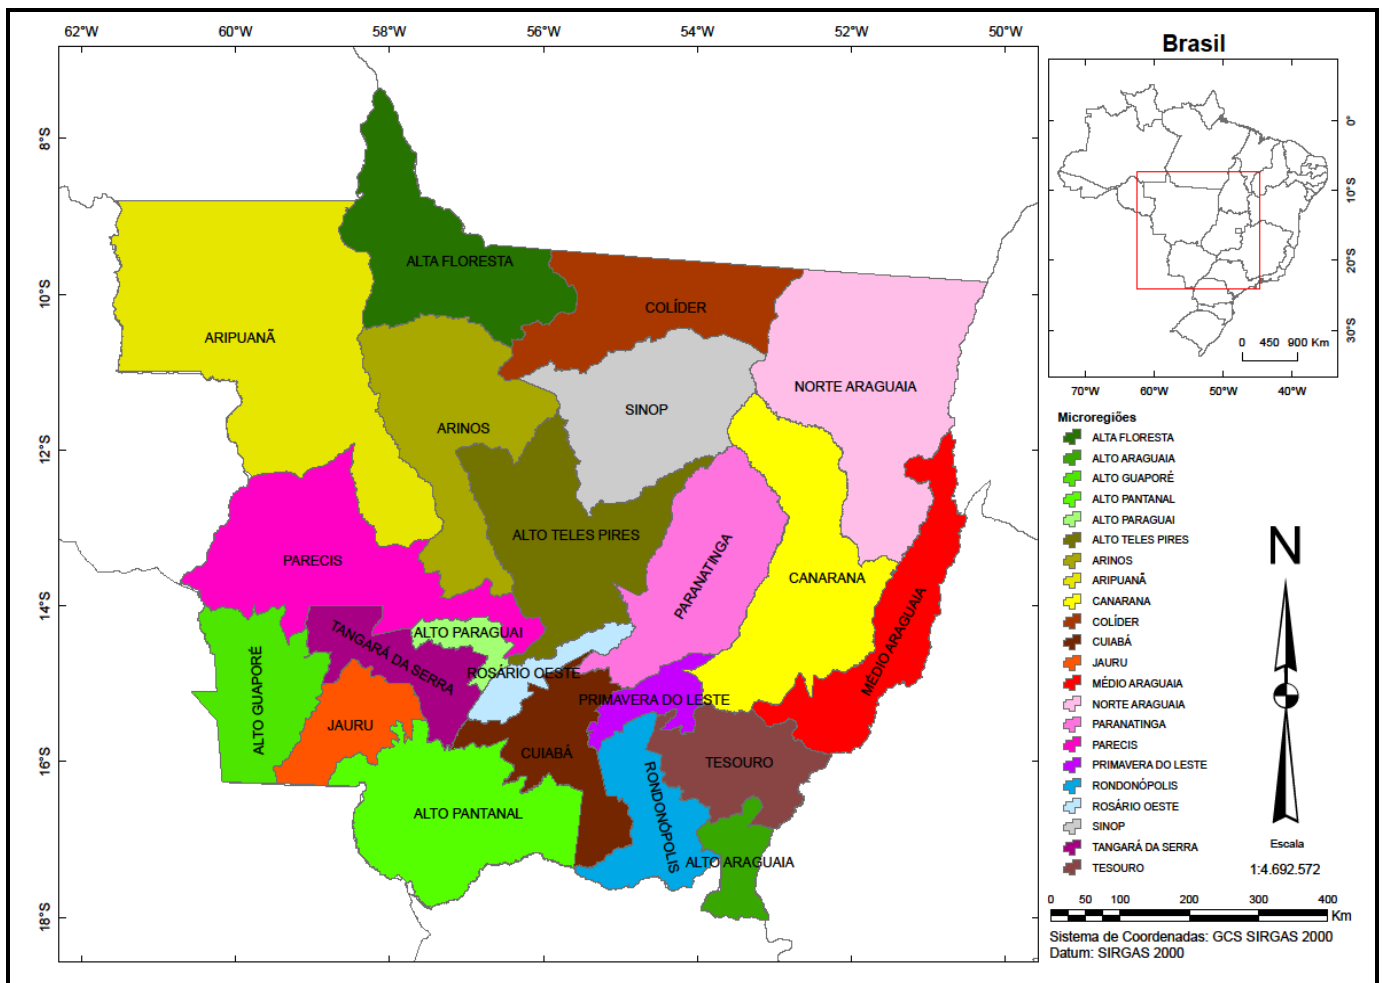 62°W 60°W 58°W 56°W 54°W 52°W 50°W
8°S
10°S
12°S
14°S
16°S
18°S
ALTA FLORESTA
COLÍDER
ARIPUANÃ
NORTE ARAGUAIA
SINOP
ARINOS
ALTO TELES PIRES
PARECIS
PARANATINGA
CANARANA
MÉDIO ARAGUAIA
ALTO PARAGUAI
TANGARÁ DA SERRA
ROSÁRIO OESTE
ALTO GUAPORÉ
PRIMAVERA DO LESTE
JAURU
CUIABÁ
TESOURO
RONDONÓPOLIS
ALTO PANTANAL
ALTO ARAGUAIA
Brasil
0°
10°S
20°S
30°S
0 450 900 Km
70°W 60°W 50°W 40°W
Microregiões
ALTA FLORESTA
ALTO ARAGUAIA
ALTO GUAPORÉ
ALTO PANTANAL
ALTO PARAGUAI
ALTO TELES PIRES
ARINOS
ARIPUANÃ
CANARANA
COLÍDER
CUIABÁ
JAURU
MÉDIO ARAGUAIA
NORTE ARAGUAIA
PARANATINGA
PARECIS
PRIMAVERA DO LESTE
RONDONÓPOLIS
ROSÁRIO OESTE
SINOP
TANGARÁ DA SERRA
TESOURO
N
Escala
1:4.692.572
0 50 100 200 300 400
Km
Sistema de Coordenadas: GCS SIRGAS 2000
Datum: SIRGAS 2000